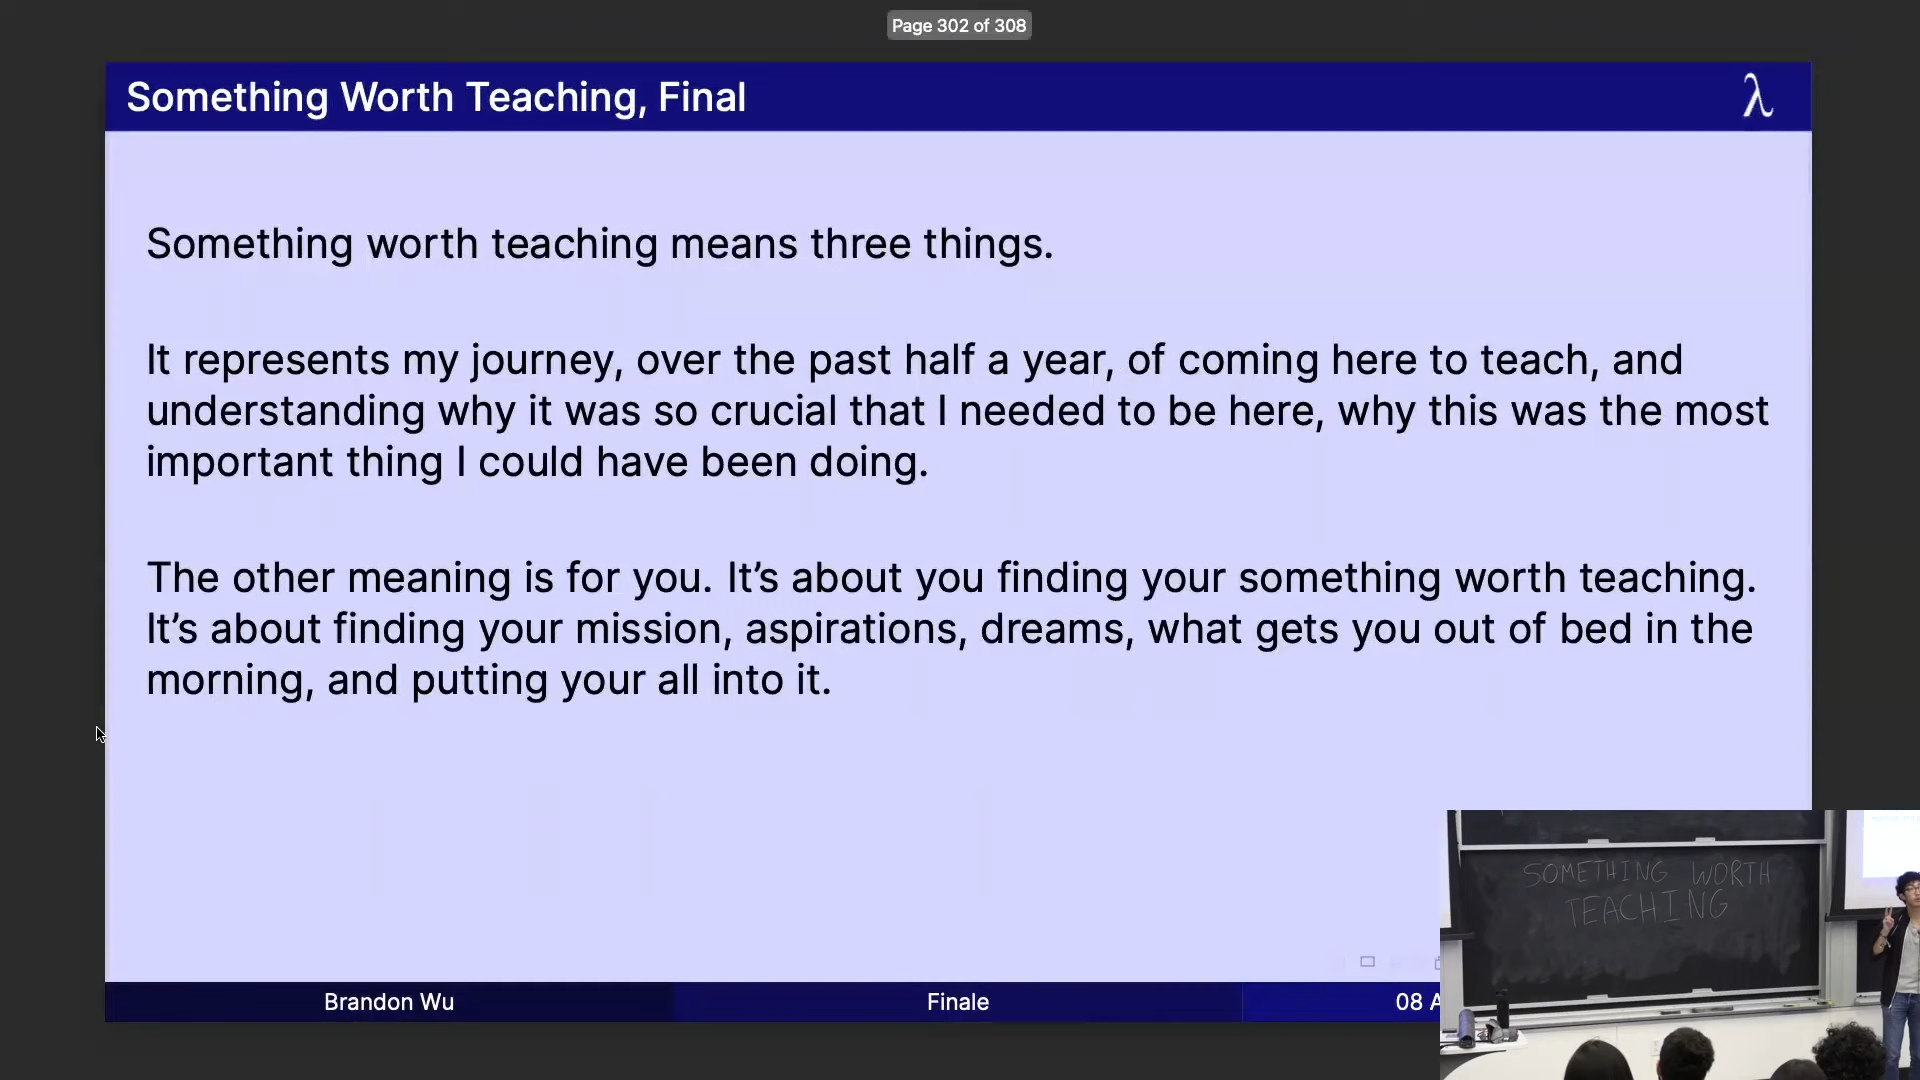 Page 302 of 308
Something Worth Teaching, Final
λ
Something worth teaching means three things.
It represents my journey, over the past half a year, of coming here to teach, and
understanding why it was so crucial that I needed to be here, why this was the most
important thing I could have been doing.
The other meaning is for you. It’s about you finding your something worth teaching.
It’s about finding your mission, aspirations, dreams, what gets you out of bed in the
morning, and putting your all into it.
SOMETHING WORTH
TEACHING
Brandon Wu
Finale
08 A